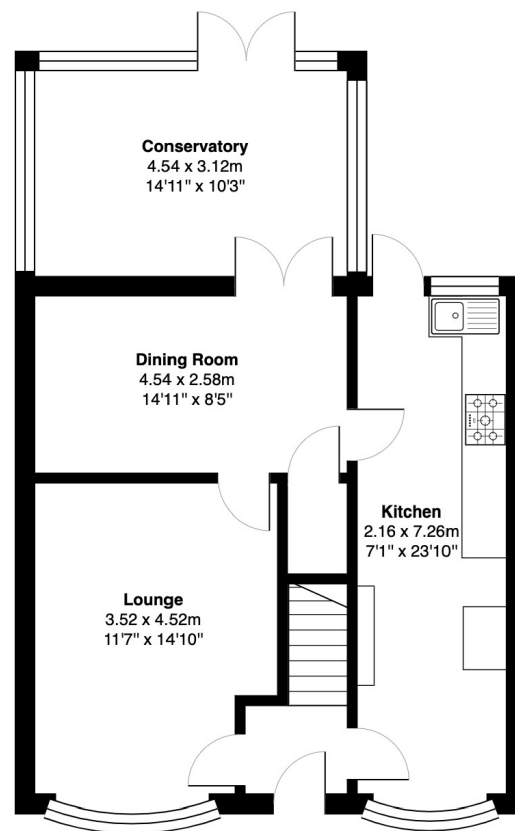 Conservatory
4.54 x 3.12m
14'11" x 10'3"
Dining Room
4.54 x 2.58m
14'11" x 8'5"
Kitchen
2.16 x 7.26m
7'1" x 23'10"
Lounge
3.52 x 4.52m
11'7" x 14'10"